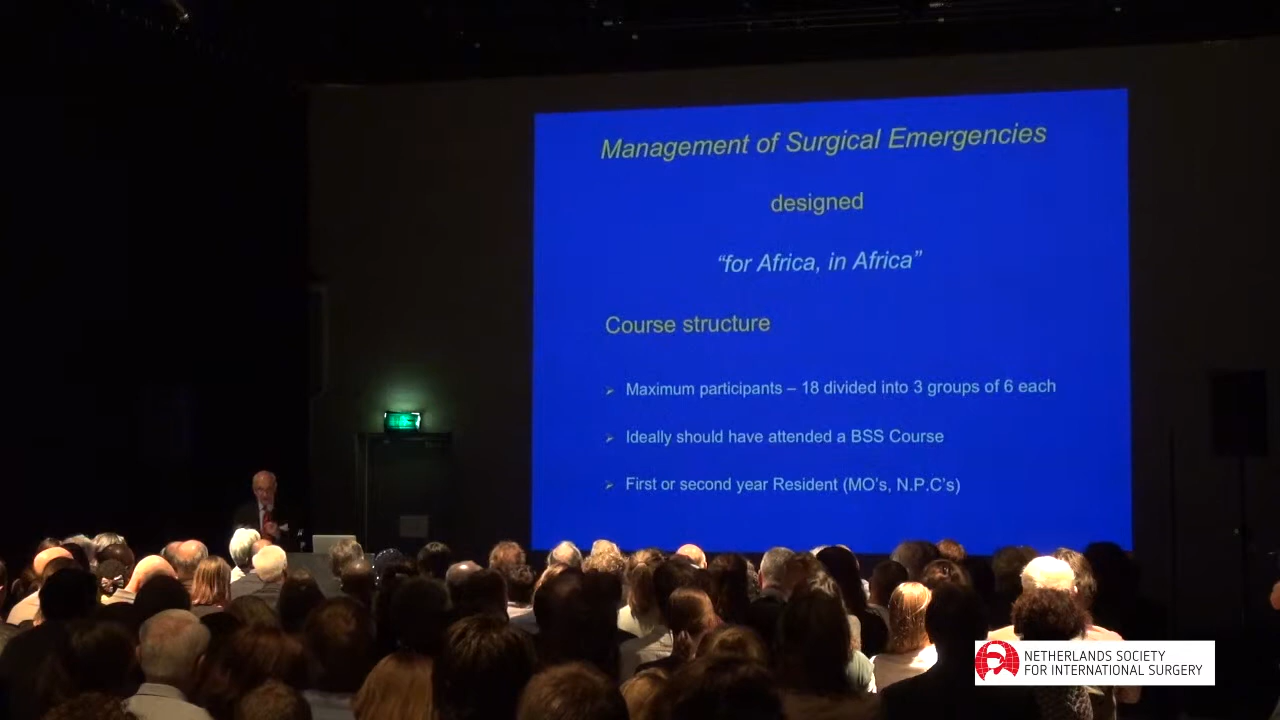 Management of Surgical Emergencies
designed
“for Africa, in Africa”
Course structure
Maximum participants – 18 divided into 3 groups of 6 each
Ideally should have attended a BSS Course
First or second year Resident (MO’s, N.P.C’s)
NETHERLANDS SOCIETY
FOR INTERNATIONAL SURGERY